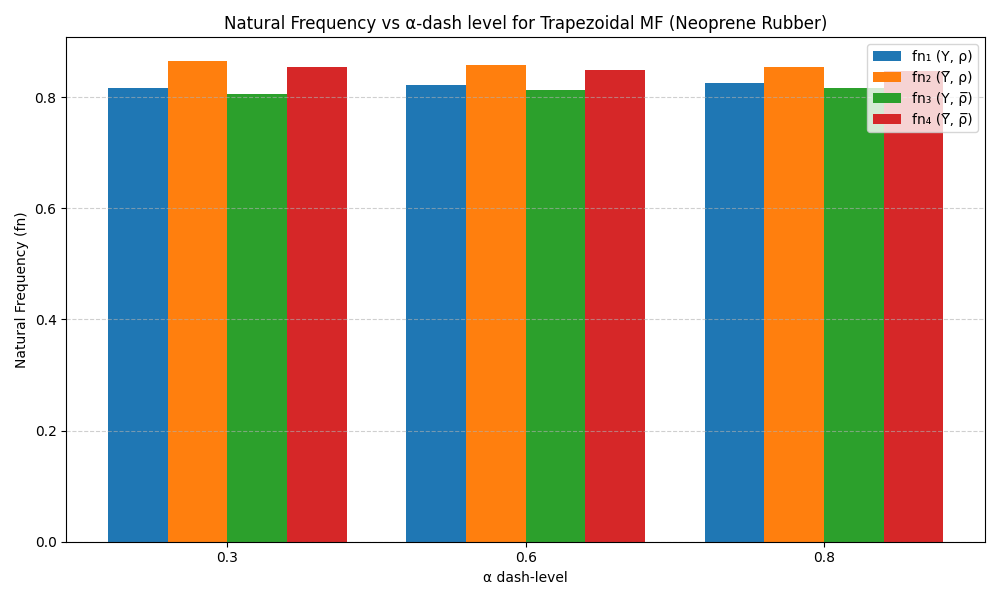 Natural Frequency vs α-dash level for Trapezoidal MF (Neoprene Rubber)
fn₁ (Y, ρ)
fn₂ (Y̅, ρ)
fn₃ (Y, ρ̅)
fn₄ (Y̅, ρ̅)
Natural Frequency (fn)
0.8
0.6
0.4
0.2
0.0
0.3
0.6
0.8
α dash-level